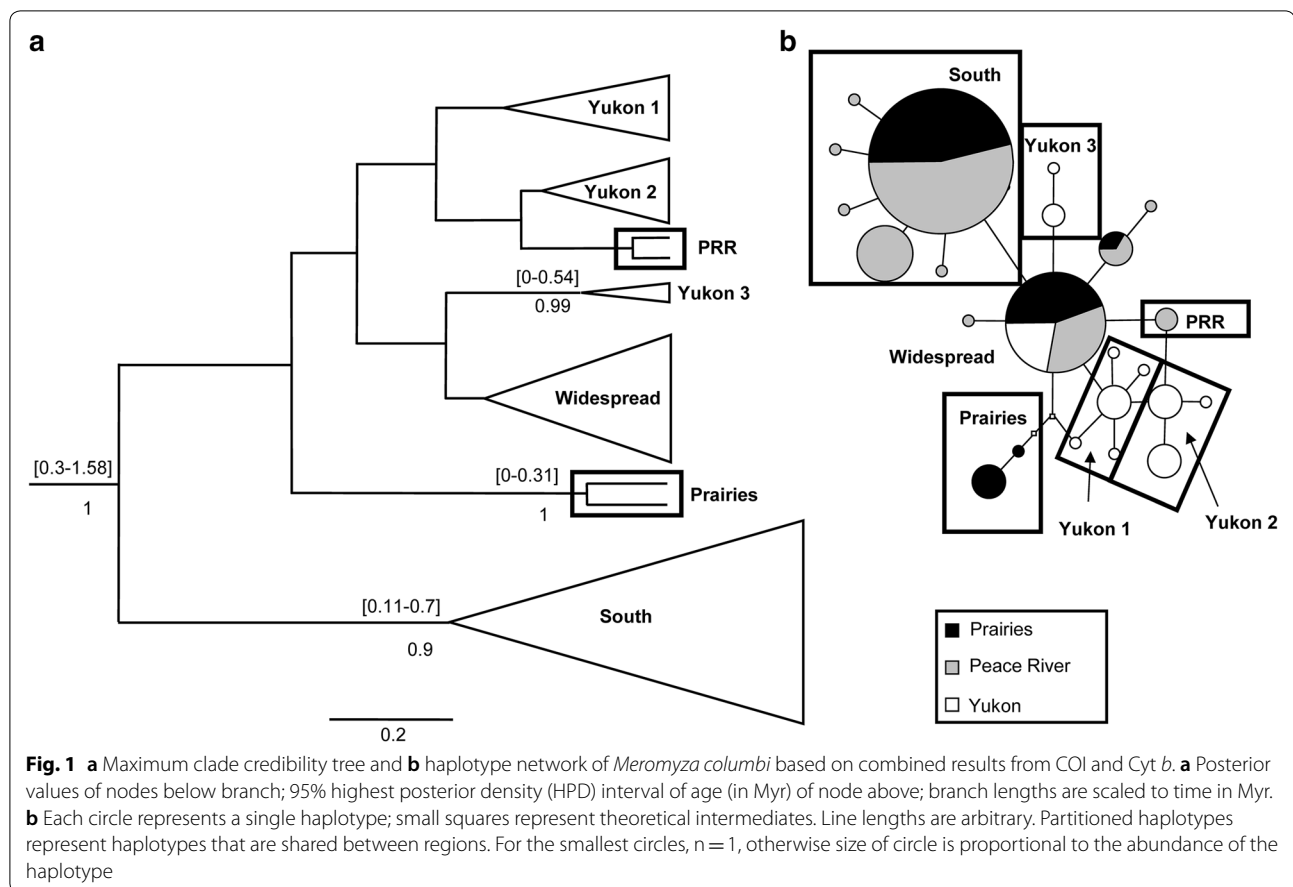 a
Yukon 1
Yukon 2
PRR
[0-0.54]
0.99
Yukon 3
Widespread
[0.3-1.58]
1
[0-0.31]
1
Prairies
[0.11-0.7]
0.9
South
0.2
b
South
Yukon 3
PRR
Widespread
Prairies
Yukon 1
Yukon 2
Prairies
Peace River
Yukon
Fig. 1 a Maximum clade credibility tree and b haplotype network of Meromyza columbi based on combined results from COI and Cyt b. a Posterior
values of nodes below branch; 95% highest posterior density (HPD) interval of age (in Myr) of node above; branch lengths are scaled to time in Myr.
b Each circle represents a single haplotype; small squares represent theoretical intermediates. Line lengths are arbitrary. Partitioned haplotypes
represent haplotypes that are shared between regions. For the smallest circles, n = 1, otherwise size of circle is proportional to the abundance of the
haplotype